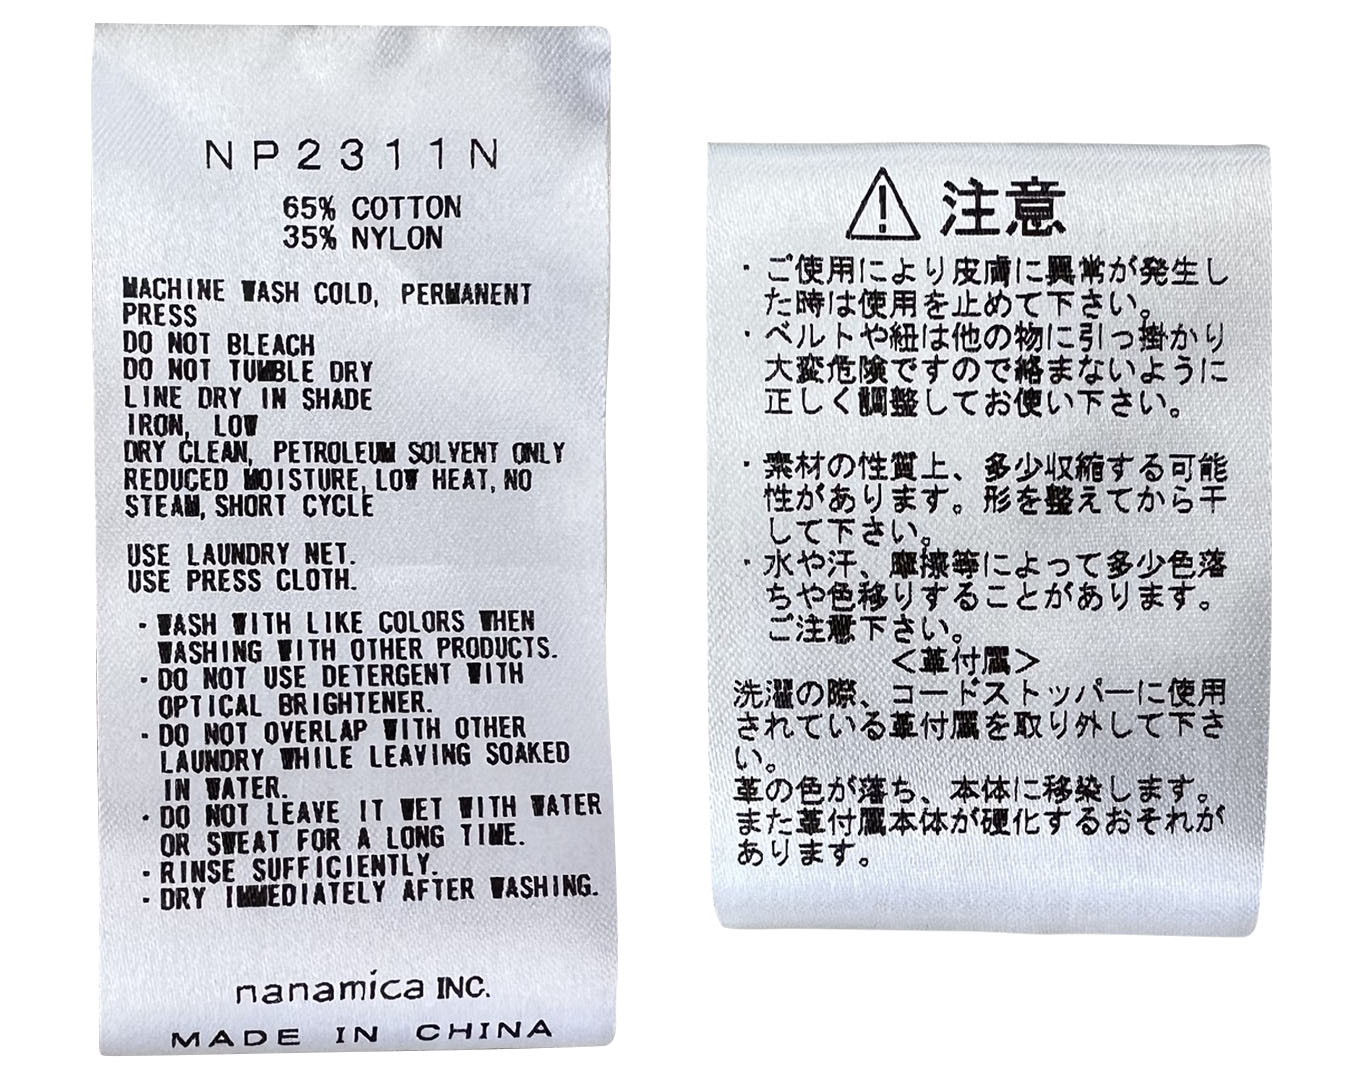 NP2311N
65% COTTON
35% NYLON
MACHINE WASH COLD, PERMANENT
PRESS
DO NOT BLEACH
DO NOT TUMBLE DRY
LINE DRY IN SHADE
IRON, LOW
DRY CLEAN, PETROLEUM SOLVENT ONLY
REDUCED MOISTURE, LOW HEAT, NO
STEAM, SHORT CYCLE
USE LAUNDRY NET.
USE PRESS CLOTH.
・WASH WITH LIKE COLORS WHEN
WASHING WITH OTHER PRODUCTS.
・DO NOT USE DETERGENT WITH
OPTICAL BRIGHTENER.
・DO NOT OVERLAP WITH OTHER
LAUNDRY WHILE LEAVING SOAKED
IN WATER.
・DO NOT LEAVE IT WET WITH WATER
OR SWEAT FOR A LONG TIME.
・RINSE SUFFICIENTLY.
・DRY IMMEDIATELY AFTER WASHING.
nanamica INC.
MADE IN CHINA
注意
・ご使用により皮膚に異常が発生し
た時は使用を止めて下さい。
・ベルトや紐は他の物に引っ掛かり
大変危険ですので絡まないように
正しく調整してお使い下さい。
・素材の性質上、多少収縮する可能
性があります。形を整えてから干
して下さい。
・水や汗、摩擦等によって多少色落
ちや色移りすることがあります。
ご注意下さい。
＜革付属＞
洗濯の際、コードストッパーに使用
されている革付属を取り外して下さ
い。
革の色が落ち、本体に移染します。
また革付属本体が硬化するおそれが
あります。